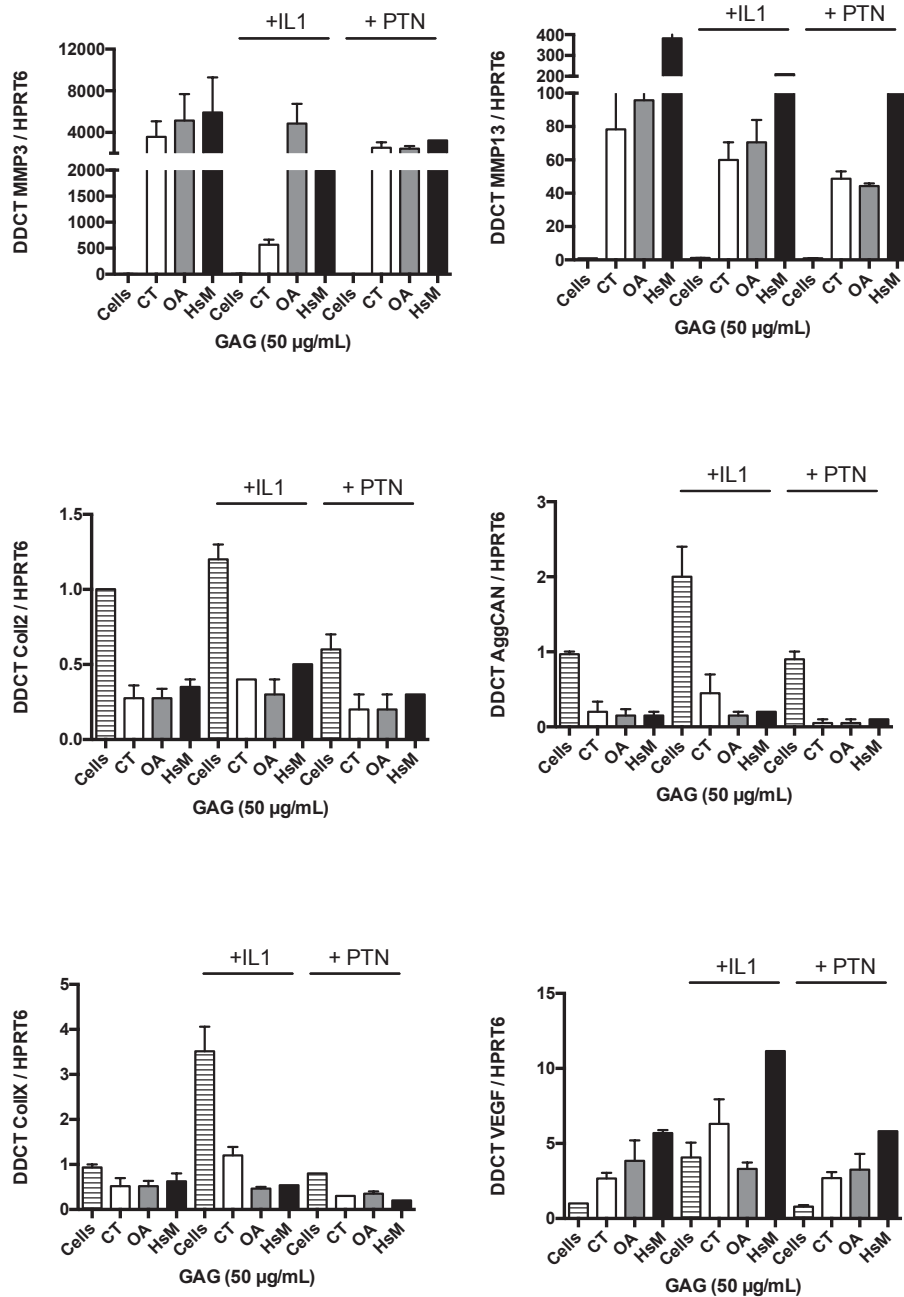 +IL1
+ PTN
DDCT MMP3 / HPRT6
12000
8000
4000
2000
1500
1000
500
0
Cells CT OA HsM Cells CT OA HsM Cells CT OA HsM
GAG (50 µg/mL)
+IL1
+ PTN
DDCT MMP13 / HPRT6
400
300
200
100
80
60
40
20
0
Cells CT OA HsM Cells CT OA HsM Cells CT OA HsM
GAG (50 µg/mL)
+IL1
+ PTN
DDCT Coll2 / HPRT6
1.5
1.0
0.5
0.0
Cells CT OA HsM Cells CT OA HsM Cells CT OA HsM
GAG (50 µg/mL)
+IL1
+ PTN
DDCT AggCAN / HPRT6
3
2
1
0
Cells CT OA HsM Cells CT OA HsM Cells CT OA HsM
GAG (50 µg/mL)
+IL1
+ PTN
DDCT CollX / HPRT6
5
4
3
2
1
0
Cells CT OA HsM Cells CT OA HsM Cells CT OA HsM
GAG (50 µg/mL)
+IL1
+ PTN
DDCT VEGF / HPRT6
15
10
5
0
Cells CT OA HsM Cells CT OA HsM Cells CT OA HsM
GAG (50 µg/mL)